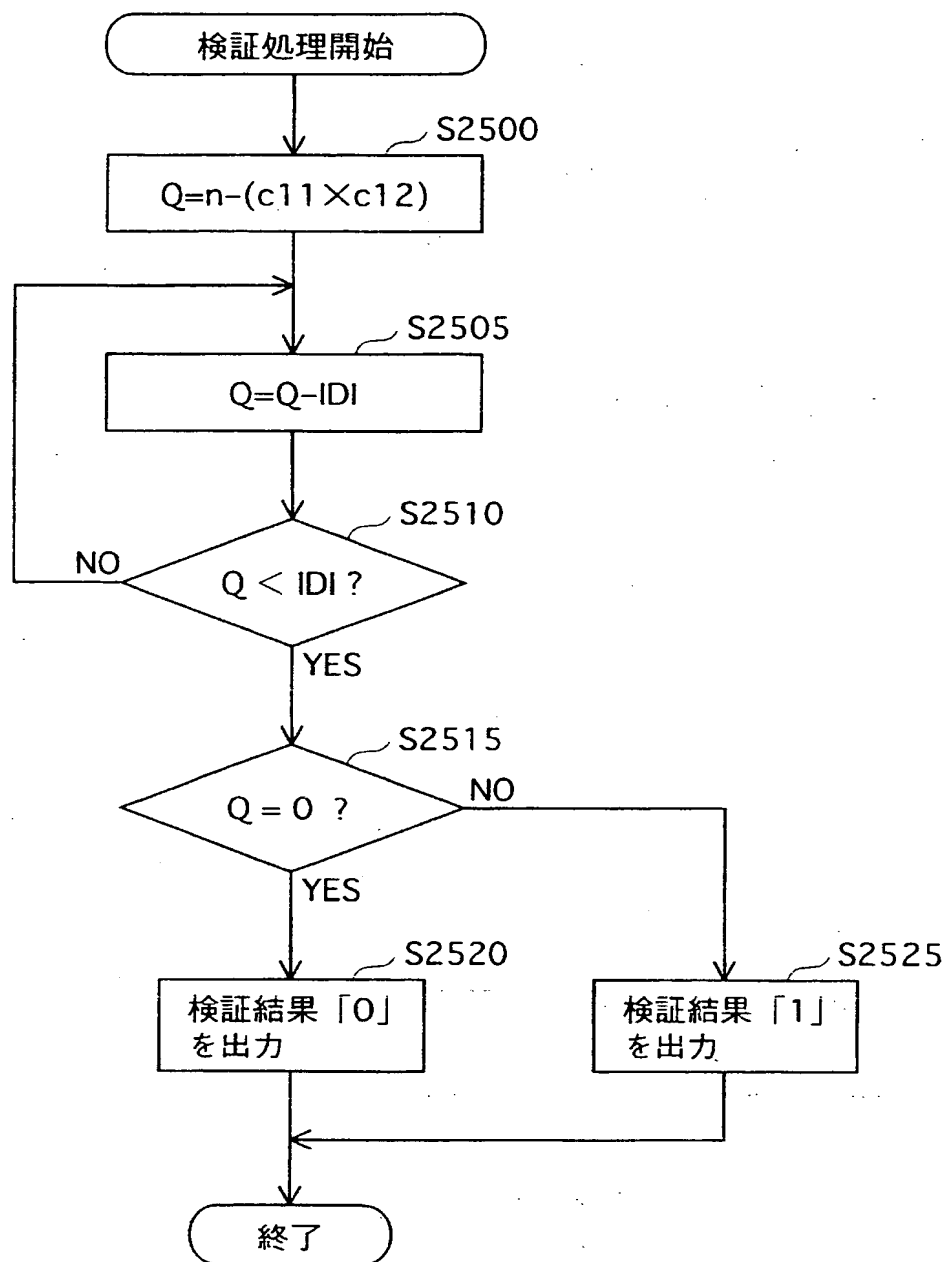 検証処理開始
S2500
Q=n-(c11×c12)
S2505
Q=Q-IDI
S2510
NO
Q < IDI ?
YES
S2515
NO
Q = 0 ?
YES
S2520
S2525
検証結果「0」
を出力
検証結果「1」
を出力
終了